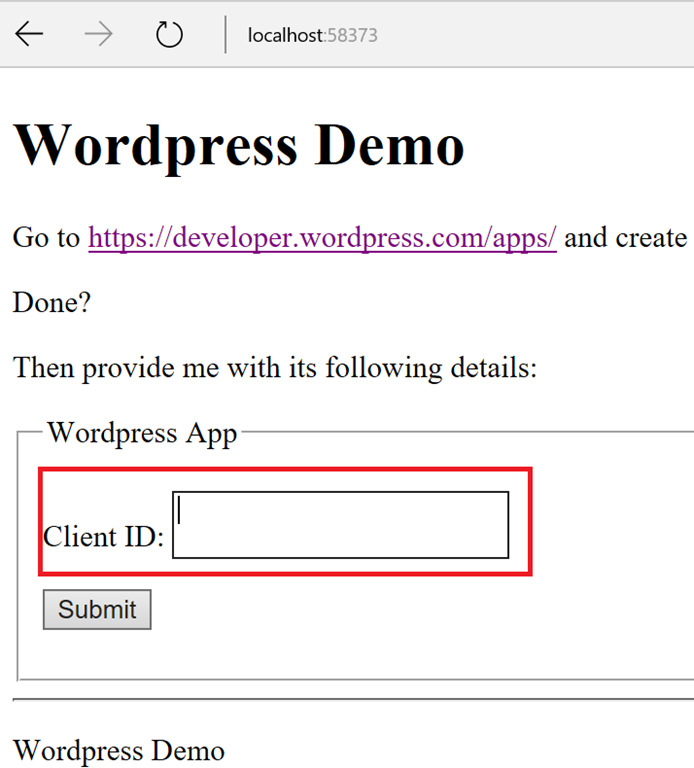 localhost:58373
Wordpress Demo
Go to https://developer.wordpress.com/apps/ and create
Done?
Then provide me with its following details:
Wordpress App
Client ID:
Submit
Wordpress Demo